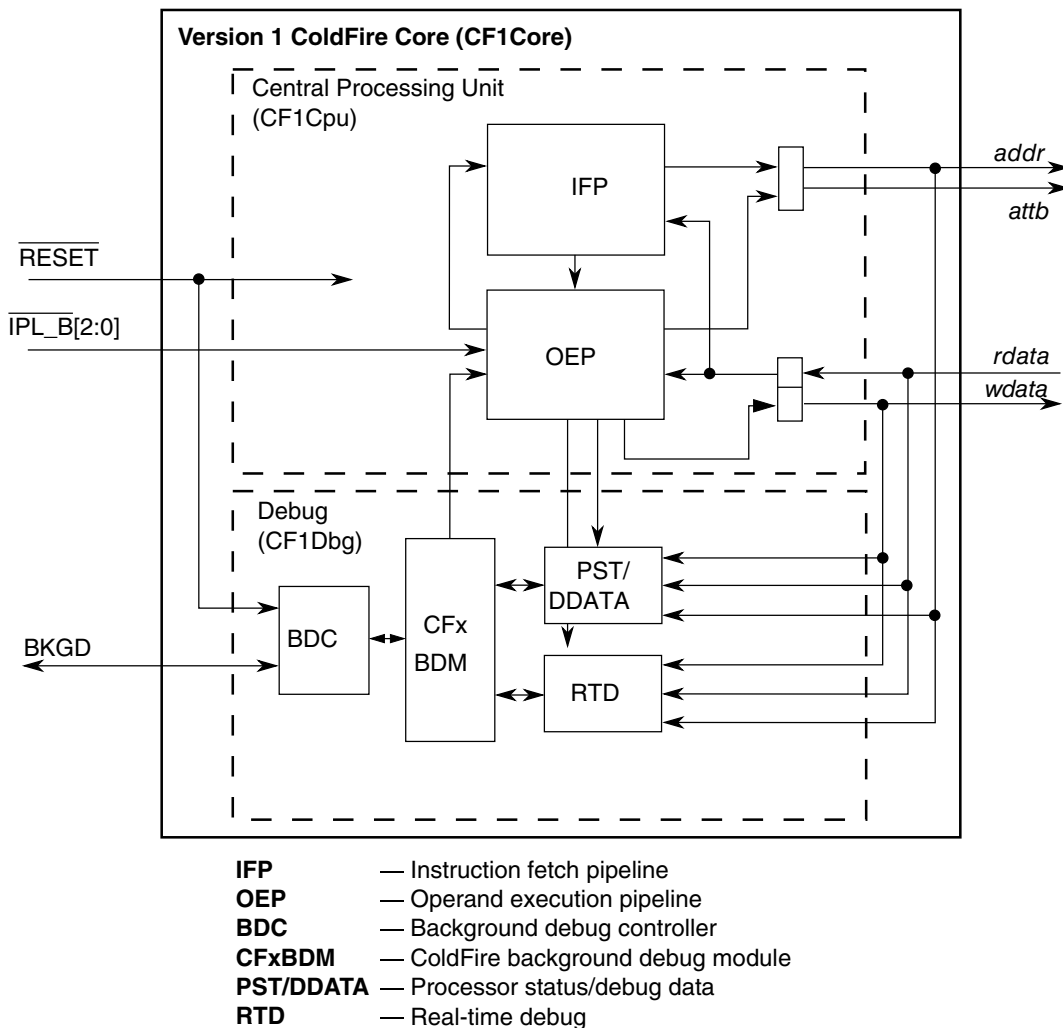 Version 1 ColdFire Core (CF1Core)
Central Processing Unit
(CF1Cpu)
IFP
addr
attb
RESET
IPL_B[2:0]
OEP
rdata
wdata
Debug
(CF1Dbg)
PST/
DDATA
BDC
CFx
BDM
BKGD
RTD
IFP — Instruction fetch pipeline
OEP — Operand execution pipeline
BDC — Background debug controller
CFxBDM — ColdFire background debug module
PST/DDATA — Processor status/debug data
RTD — Real-time debug